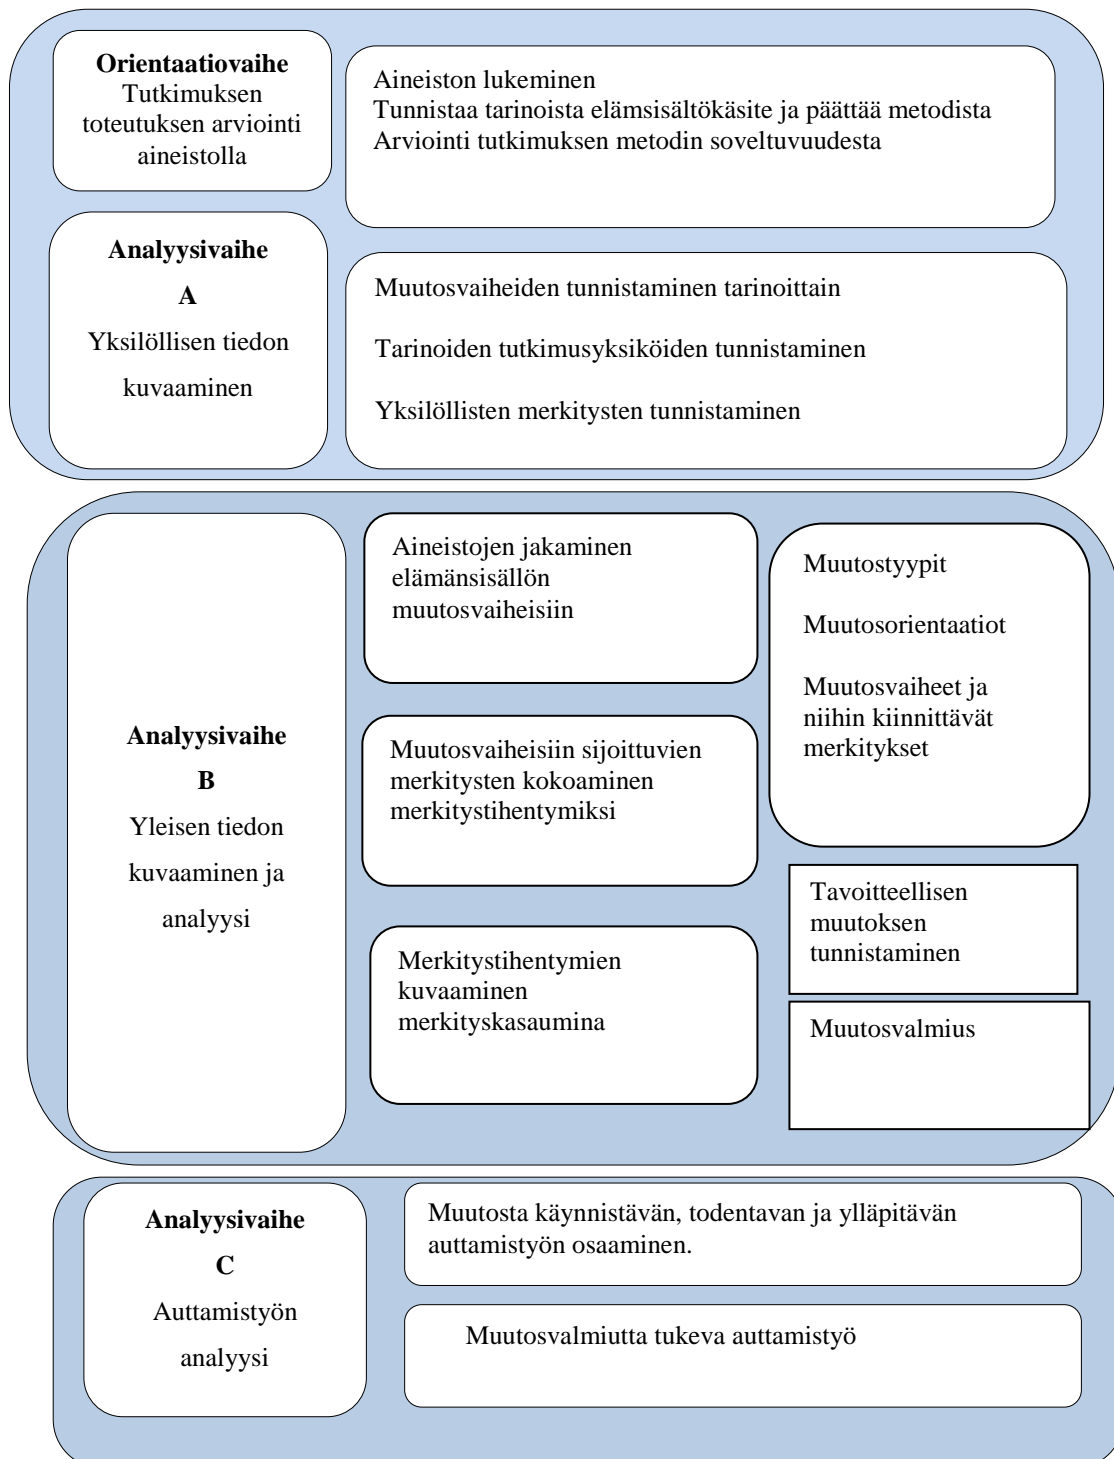 Orientaatiovaihe
Tutkimuksen
toteutuksen arviointi
aineistolla
Aineiston lukeminen
Tunnistaa tarinoista elämsisältökäsite ja päättää metodista
Arviointi tutkimuksen metodin soveltuvuudesta
Analyysivaihe
A
Yksilöllisen tiedon
kuvaaminen
Muutosvaiheiden tunnistaminen tarinoittain
Tarinoiden tutkimusyksiköiden tunnistaminen
Yksilöllisten merkitysten tunnistaminen
Analyysivaihe
B
Yleisen tiedon
kuvaaminen ja
analyysi
Aineistojen jakaminen
elämänsisällön
muutosvaiheisiin
Muutosvaiheisiin sijoittuvien
merkitysten kokoaminen
merkitystihentymiksi
Merkitystihentymien
kuvaaminen
merkityskasaumina
Muutostyypit
Muutosorientaatiot
Muutosvaiheet ja
niihin kiinnittävät
merkitykset
Tavoitteellisen
muutoksen
tunnistaminen
Muutosvalmius
Analyysivaihe
C
Auttamistyön
analyysi
Muutosta käynnistävän, todentavan ja ylläpitävän
auttamistyön osaaminen.
Muutosvalmiutta tukeva auttamistyö